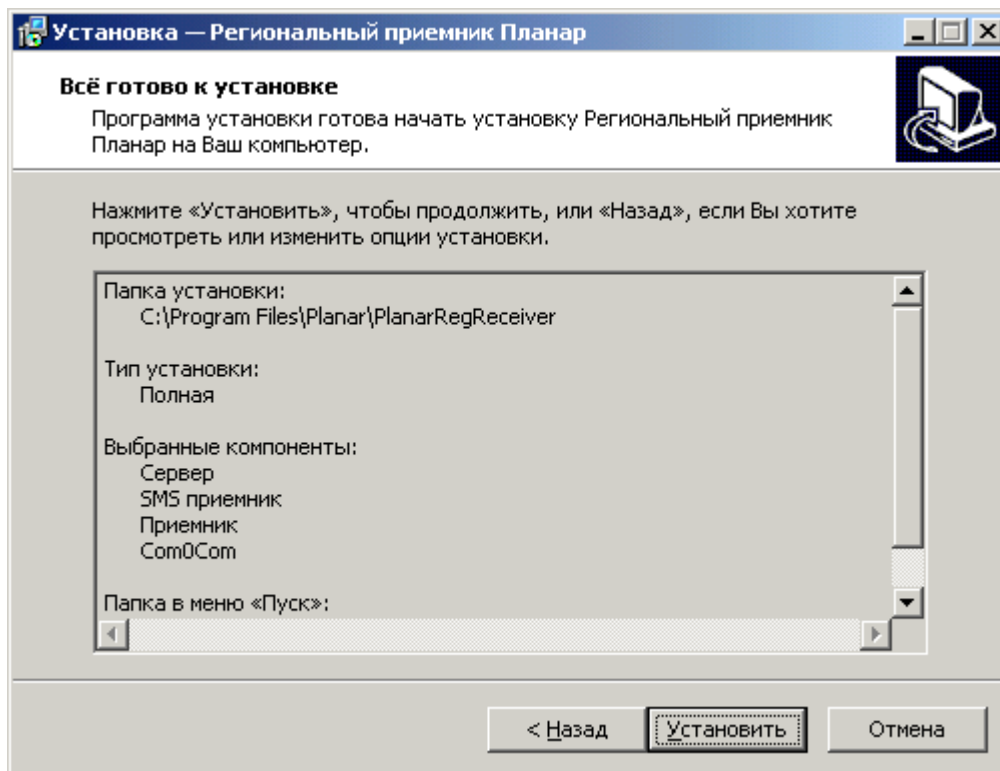 Установка — Региональный приемник Планар
Всё готово к установке
Программа установки готова начать установку Региональный приемник
Планар на Ваш компьютер.
Нажмите «Установить», чтобы продолжить, или «Назад», если Вы хотите
просмотреть или изменить опции установки.
Папка установки:
C:\Program Files\Planar\PlanarRegReceiver
Тип установки:
Полная
Выбранные компоненты:
Сервер
SMS приемник
Приемник
Com0Com
Папка в меню «Пуск»:
< Назад
Установить
Отмена